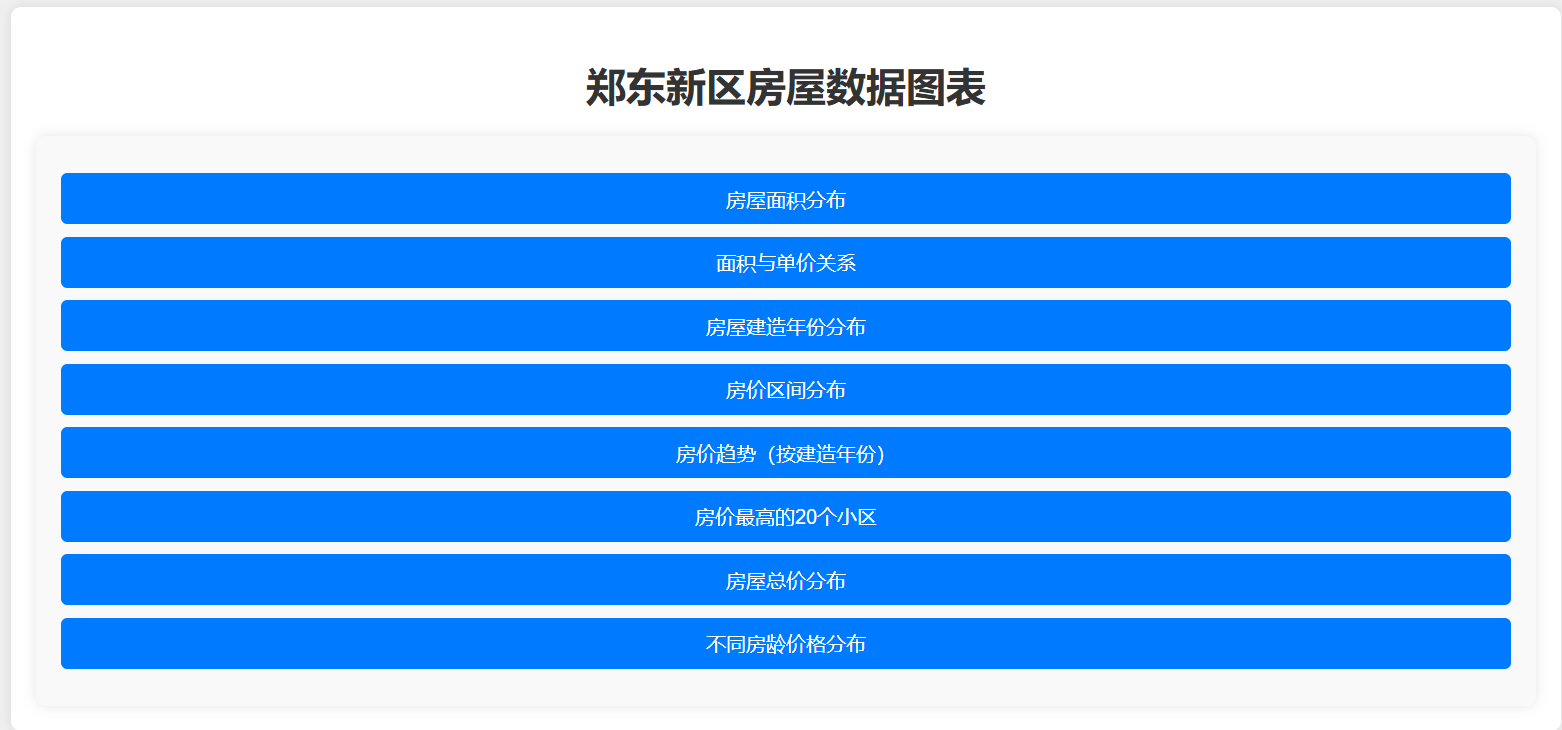 郑东新区房屋数据图表
房屋面积分布
面积与单价关系
房屋建造年份分布
房价区间分布
房价趋势（按建造年份）
房价最高的20个小区
房屋总价分布
不同房龄价格分布